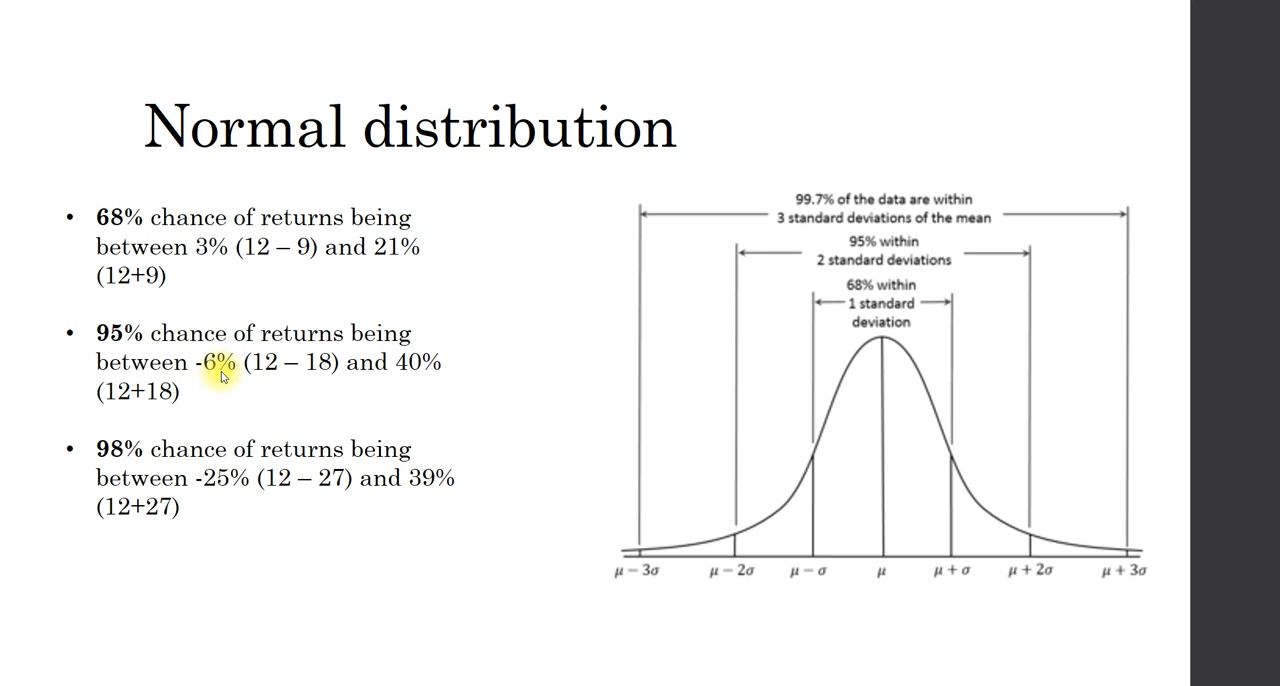 Normal distribution
• 68% chance of returns being
between 3% (12 – 9) and 21%
(12+9)
• 95% chance of returns being
between -6% (12 – 18) and 40%
(12+18)
• 98% chance of returns being
between -25% (12 – 27) and 39%
(12+27)
99.7% of the data are within
3 standard deviations of the mean
95% within
2 standard deviations
68% within
1 standard
deviation
μ – 3σ μ – 2σ μ – σ μ μ + σ μ + 2σ μ + 3σ